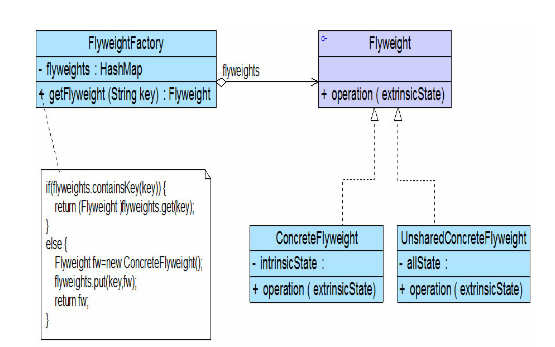 FlyweightFactory
- flyweights : HashMap
+ getFlyweight (String key) : Flyweight
flyweights
Flyweight
+ operation ( extrinsicState)
if(flyweights.containsKey(key)) {
return (Flyweight )flyweights.get(key);
}
else {
Flyweight fw=new ConcreteFlyweight();
flyweights.put(key,fw);
return fw;
}
ConcreteFlyweight
- intrinsicState :
+ operation ( extrinsicState)
UnsharedConcreteFlyweight
- allState :
+ operation ( extrinsicState)